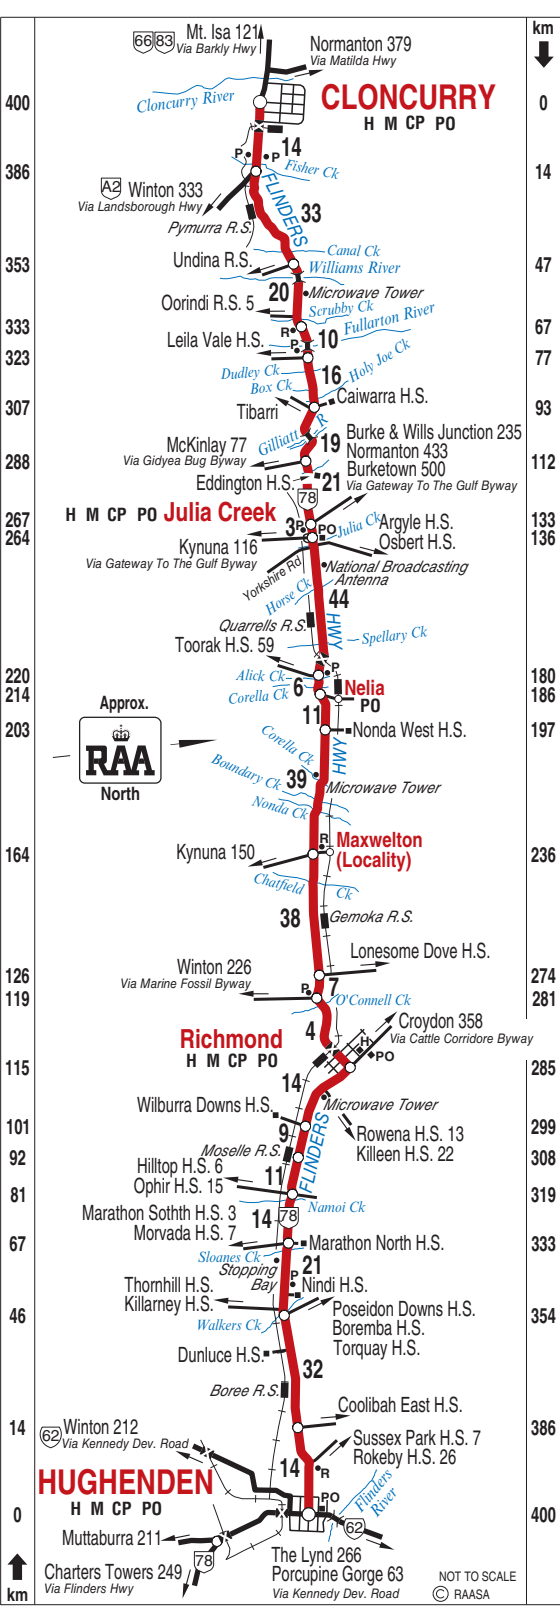 km
66 83
Mt. Isa 121
Via Barkly Hwy
Normanton 379
Via Matilda Hwy
Cloncurry River
400
CLONCURRY
0
H M CP PO
14
P
P
386
Fisher Ck
14
A2 Winton 333
Via Landsborough Hwy
FLINDERS
33
Pymurra R.S.
Canal Ck
353
Undina R.S.
Williams River
47
20
Microwave Tower
Oorindi R.S. 5
Scrubby Ck
333
R
Fullarton River
67
Leila Vale H.S.
P
10
323
77
Dudley Ck
16
Holy Joe Ck
Box Ck
Caiwarra H.S.
307
Tibarri
93
Gilliatt R
19
Burke & Wills Junction 235
McKinlay 77
Normanton 433
288
Via Gidyea Bug Byway
Burketown 500
112
Eddington H.S.
21
Via Gateway To The Gulf Byway
78
H M CP PO Julia Creek
267
3
P
PO
Julia Ck
Argyle H.S.
133
264
Kynuna 116
Osbert H.S.
136
Via Gateway To The Gulf Byway
Yorkshire Rd
National Broadcasting
Antenna
Horse Ck
44
Quarrells R.S.
HWY
Spellary Ck
Toorak H.S. 59
P
220
Alick Ck
180
214
Corella Ck
6
Nelia
186
PO
Approx.
11
203
RAA
Nonda West H.S.
197
North
Corella Ck
HWY
Boundary Ck
39
Microwave Tower
Nonda Ck
R
Maxwelton
164
Kynuna 150
(Locality)
236
Chatfield Ck
38
Gemoka R.S.
Lonesome Dove H.S.
126
Winton 226
274
Via Marine Fossil Byway
P
7
119
O'Connell Ck
281
4
Croydon 358
Richmond
H
Via Cattle Corridore Byway
H M CP PO
PO
115
285
14
Wilburra Downs H.S.
Microwave Tower
101
299
9
FLINDERS
Rowena H.S. 13
92
Moselle R.S.
Killeen H.S. 22
308
Hilltop H.S. 6
11
81
Ophir H.S. 15
319
Namoi Ck
Marathon Sothth H.S. 3
14
78
Morvada H.S. 7
67
Marathon North H.S.
333
Sloanes Ck
Stopping
Bay
21
P
Thornhill H.S.
Nindi H.S.
Killarney H.S.
Poseidon Downs H.S.
46
Boremba H.S.
354
Walkers Ck
Torquay H.S.
Dunluce H.S.
32
Boree R.S.
Coolibah East H.S.
14
62 Winton 212
386
Via Kennedy Dev. Road
Sussex Park H.S. 7
Rokeby H.S. 26
HUGHENDEN
14
R
H M CP PO
PO
Flinders
River
0
400
62
Muttaburra 211
78
The Lynd 266
Charters Towers 249
Porcupine Gorge 63
Via Flinders Hwy
Via Kennedy Dev. Road
km
NOT TO SCALE
© RAASA